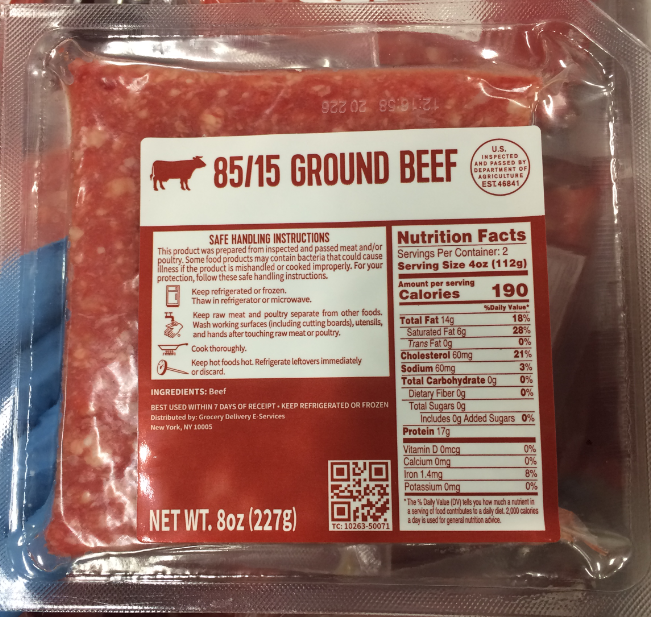 12:18:58 20 226
85/15 GROUND BEEF
U.S.
INSPECTED
AND PASSED BY
DEPARTMENT OF
AGRICULTURE
EST.46841
SAFE HANDLING INSTRUCTIONS
This product was prepared from inspected and passed meat and/or
poultry. Some food products may contain bacteria that could cause
illness if the product is mishandled or cooked improperly. For your
protection, follow these safe handling instructions.
Keep refrigerated or frozen.
Thaw in refrigerator or microwave.
Keep raw meat and poultry separate from other foods.
Wash working surfaces (including cutting boards), utensils,
and hands after touching raw meat or poultry.
Cook thoroughly.
Keep hot foods hot. Refrigerate leftovers immediately
or discard.
INGREDIENTS: Beef
BEST USED WITHIN 7 DAYS OF RECEIPT • KEEP REFRIGERATED OR FROZEN
Distributed by: Grocery Delivery E-Services
New York, NY 10005
NET WT. 8oz (227g)
TC: 10263-50071
Nutrition Facts
Servings Per Container: 2
Serving Size 4oz (112g)
Amount per serving
Calories 190
%Daily Value*
Total Fat 14g 18%
Saturated Fat 6g 28%
Trans Fat 0g 0%
Cholesterol 60mg 21%
Sodium 60mg 3%
Total Carbohydrate 0g 0%
Dietary Fiber 0g 0%
Total Sugars 0g
Includes 0g Added Sugars 0%
Protein 17g
Vitamin D 0mcg 0%
Calcium 0mg 0%
Iron 1.4mg 8%
Potassium 0mg 0%
*The % Daily Value (DV) tells you how much a nutrient in
a serving of food contributes to a daily diet. 2,000 calories
a day is used for general nutrition advice.